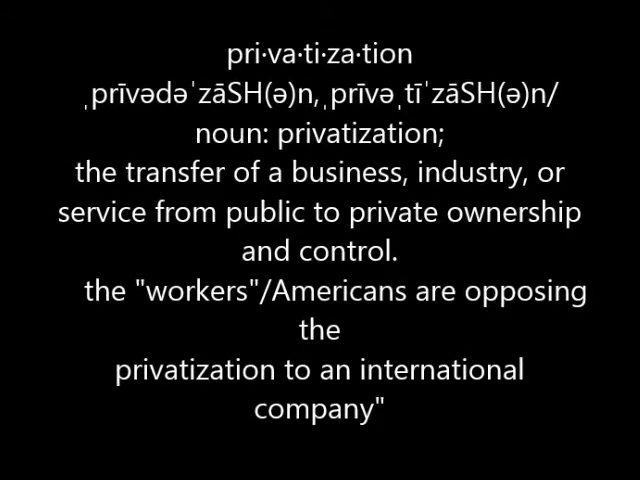 pri·va·ti·za·tion
ˌprīvədəˈzāSH(ə)n,ˌprīvəˌtīˈzāSH(ə)n/
noun: privatization;
the transfer of a business, industry, or
service from public to private ownership
and control.
the "workers"/Americans are opposing
the
privatization to an international
company"